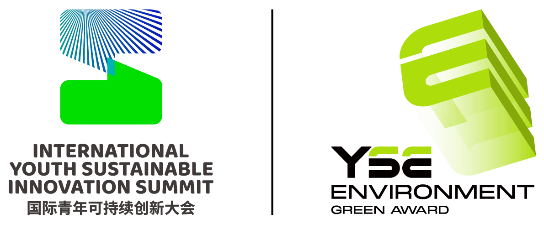 INTERNATIONAL
YOUTH SUSTAINABLE
INNOVATION SUMMIT
国际青年可持续创新大会
YSE
ENVIRONMENT
GREEN AWARD